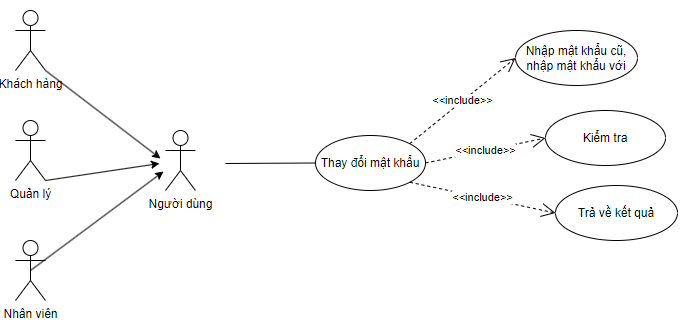 Khách hàng
Quản lý
Nhân viên
Người dùng
Thay đổi mật khẩu
<<include>>
<<include>>
<<include>>
Nhập mật khẩu cũ,
nhập mật khẩu với
Kiểm tra
Trả về kết quả